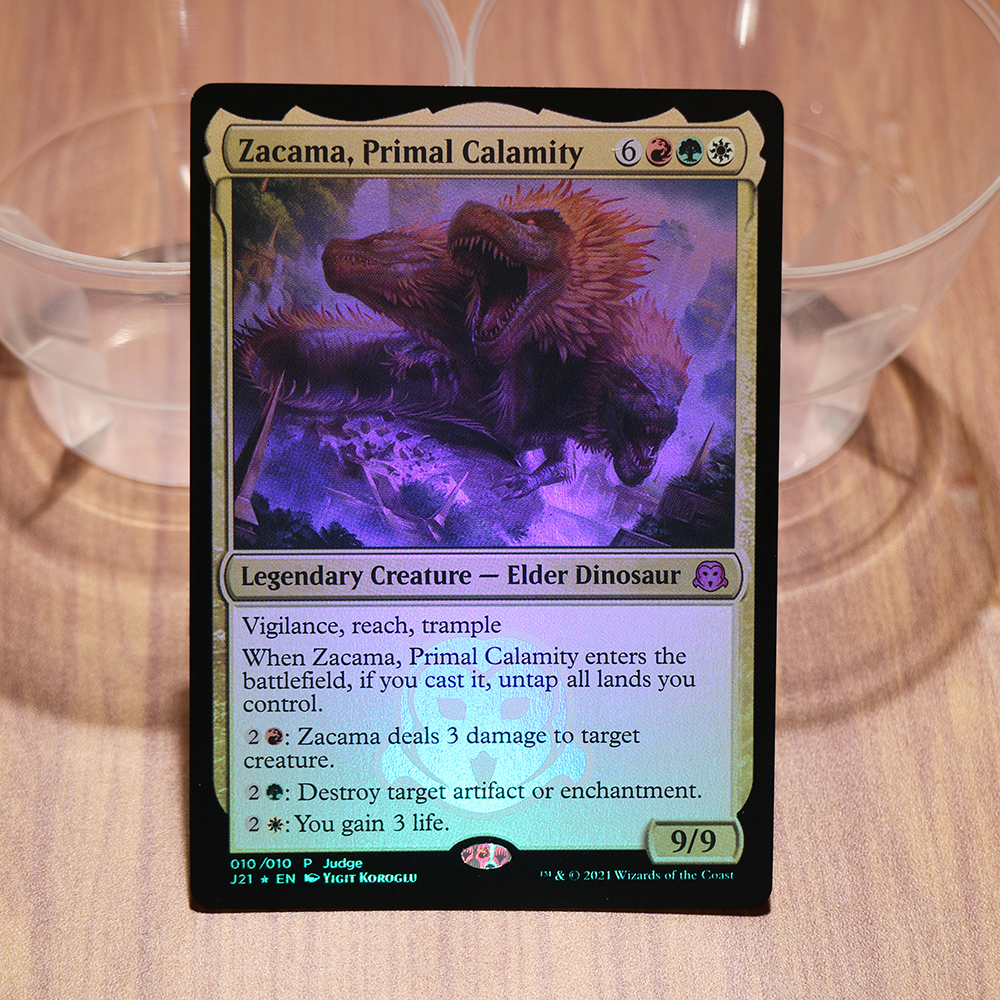 Zacama, Primal Calamity 6
Legendary Creature — Elder Dinosaur
Vigilance, reach, trample
When Zacama, Primal Calamity enters the
battlefield, if you cast it, untap all lands you
control.
2 : Zacama deals 3 damage to target
creature.
2 : Destroy target artifact or enchantment.
2 : You gain 3 life.
9/9
010/010 P Judge
J21 ★ EN Yigit Koroglu
™ & © 2021 Wizards of the Coast